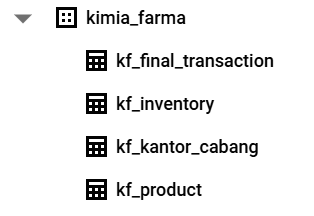 kimia_farma
kf_final_transaction
kf_inventory
kf_kantor_cabang
kf_product